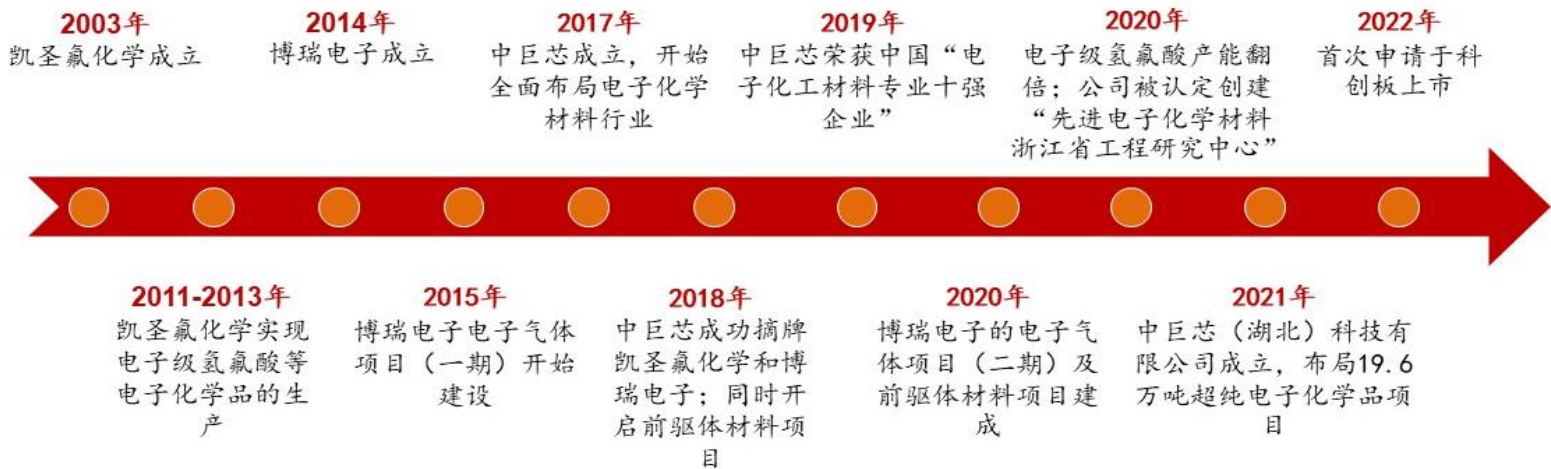 2003年
凯圣氟化学成立
2014年
博瑞电子成立
2017年
中巨芯成立，开始
全面布局电子化学
材料行业
2019年
中巨芯荣获中国“电
子化工材料专业十强
企业”
2020年
电子级氢氟酸产能翻
倍；公司被认定创建
“先进电子化学材料
浙江省工程研究中心”
2022年
首次申请于科
创板上市
2011-2013年
凯圣氟化学实现
电子级氢氟酸等
电子化学品的生
产
2015年
博瑞电子电子气体
项目（一期）开始
建设
2018年
中巨芯成功摘牌
凯圣氟化学和博
瑞电子；同时开
启前驱体材料项
目
2020年
博瑞电子的电子气
体项目（二期）及
前驱体材料项目建
成
2021年
中巨芯（湖北）科技有
限公司成立，布局19.6
万吨超纯电子化学品项
目